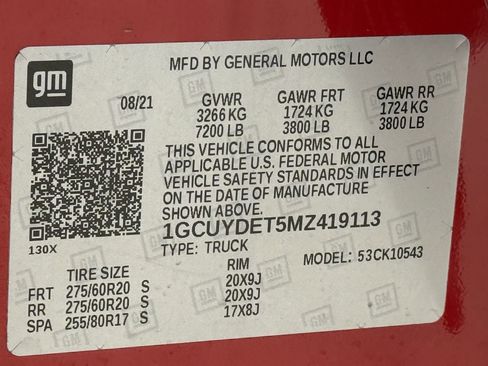 gm
MFD BY GENERAL MOTORS LLC
08/21 GVWR GAWR FRT GAWR RR
3266 KG 1724 KG 1724 KG
7200 LB 3800 LB 3800 LB
THIS VEHICLE CONFORMS TO ALL
APPLICABLE U.S. FEDERAL MOTOR
VEHICLE SAFETY STANDARDS IN EFFECT
ON THE DATE OF MANUFACTURE
SHOWN ABOVE.
1GCUYDET5MZ419113
130X TYPE: TRUCK MODEL: 53CK10543
TIRE SIZE RIM
FRT 275/60R20 S 20X9J
RR 275/60R20 S 20X9J
SPA 255/80R17 S 17X8J